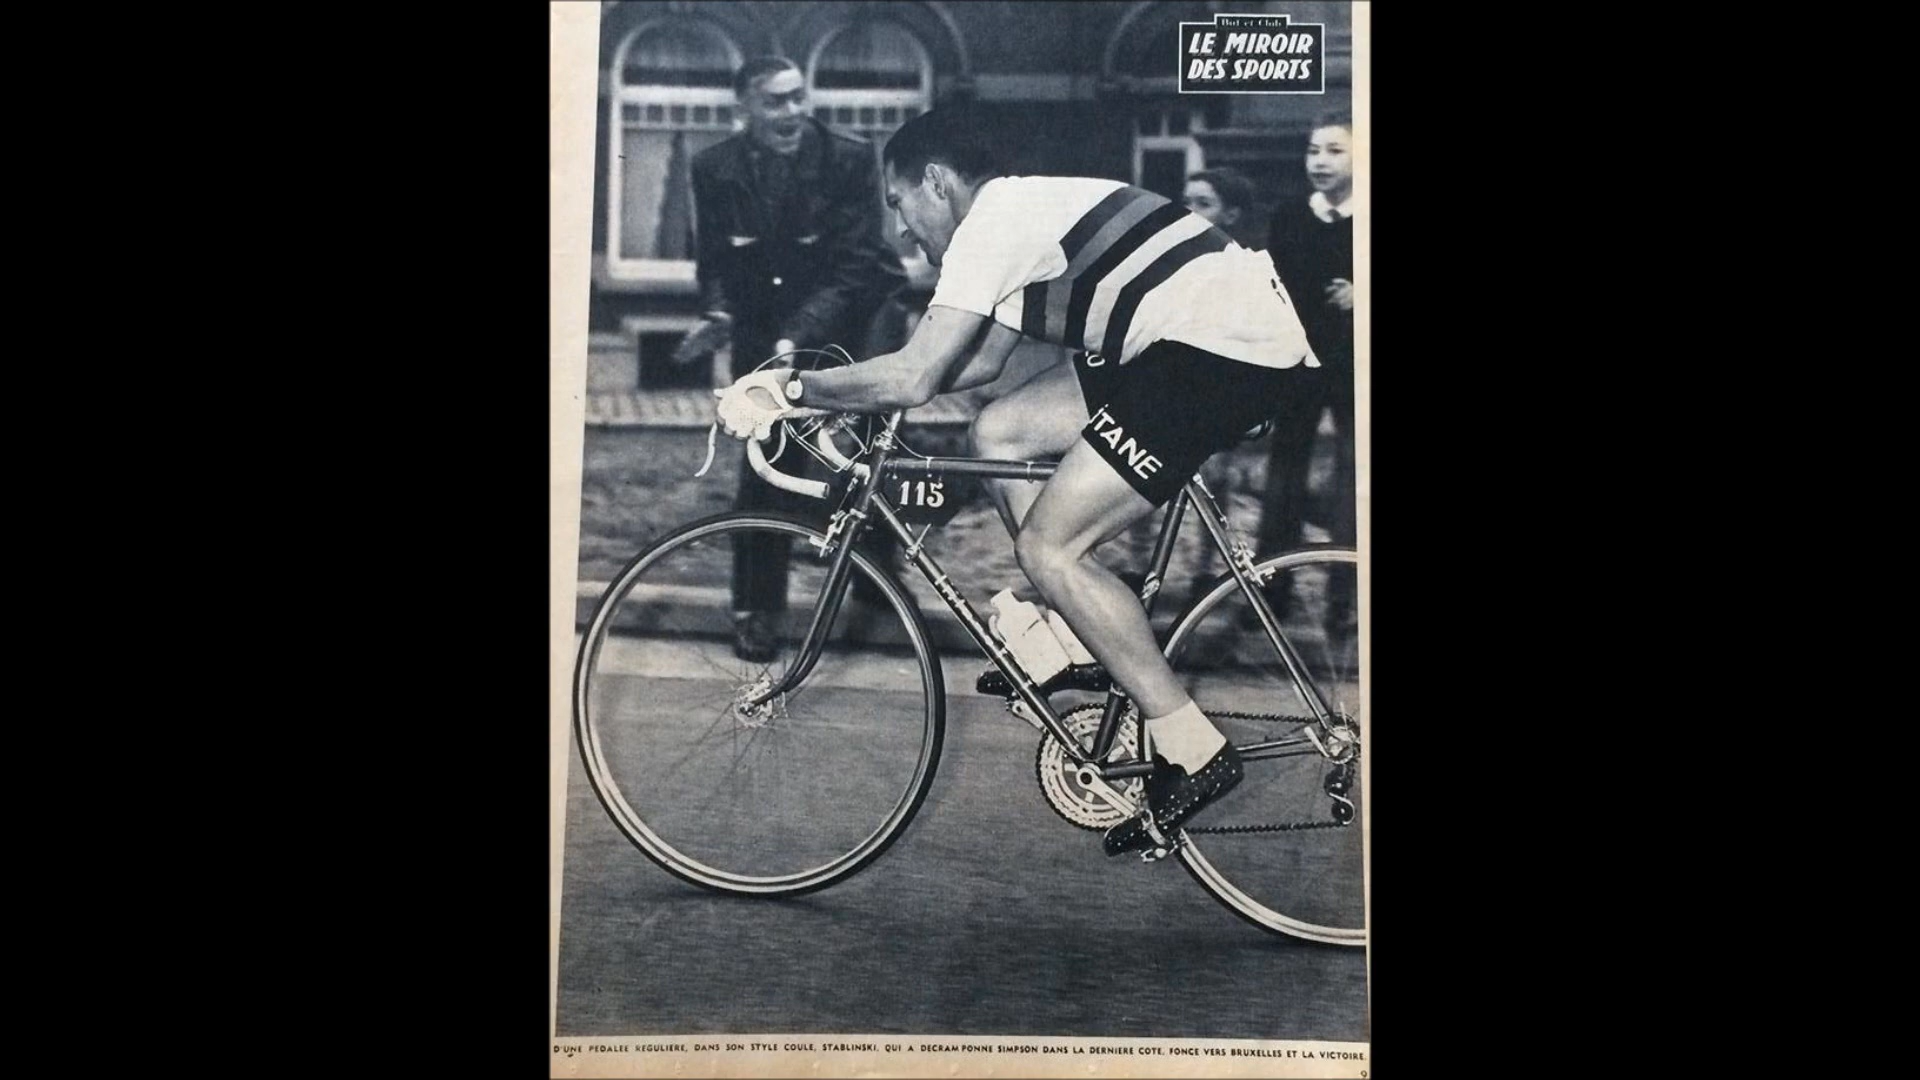 But et Club
LE MIROIR
DES SPORTS
115
ITANE
D'UNE PEDALEE REGULIERE, DANS SON STYLE COULE, STABLINSKI, QUI A DECRAMPONNE SIMPSON DANS LA DERNIERE COTE, FONCE VERS BRUXELLES ET LA VICTOIRE.
9